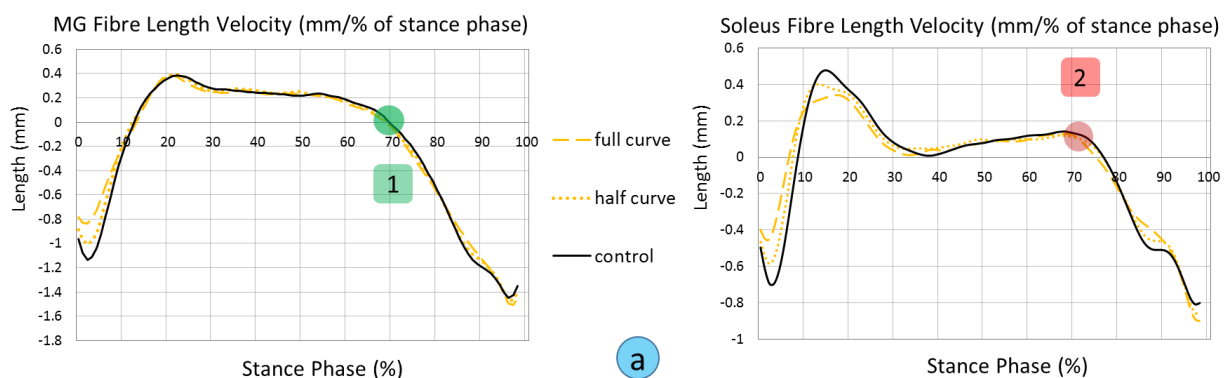 MG Fibre Length Velocity (mm/% of stance phase)
0.6
0.4
0.2
0
-0.2
-0.4
-0.6
-0.8
-1
-1.2
-1.4
-1.6
-1.8
0 10 20 30 40 50 60 70 80 90 100
Length (mm)
Stance Phase (%)
1
full curve
half curve
control
a
Soleus Fibre Length Velocity (mm/% of stance phase)
0.6
0.4
0.2
0
-0.2
-0.4
-0.6
-0.8
-1
0 10 20 30 40 50 60 70 80 90 100
Length (mm)
Stance Phase (%)
2